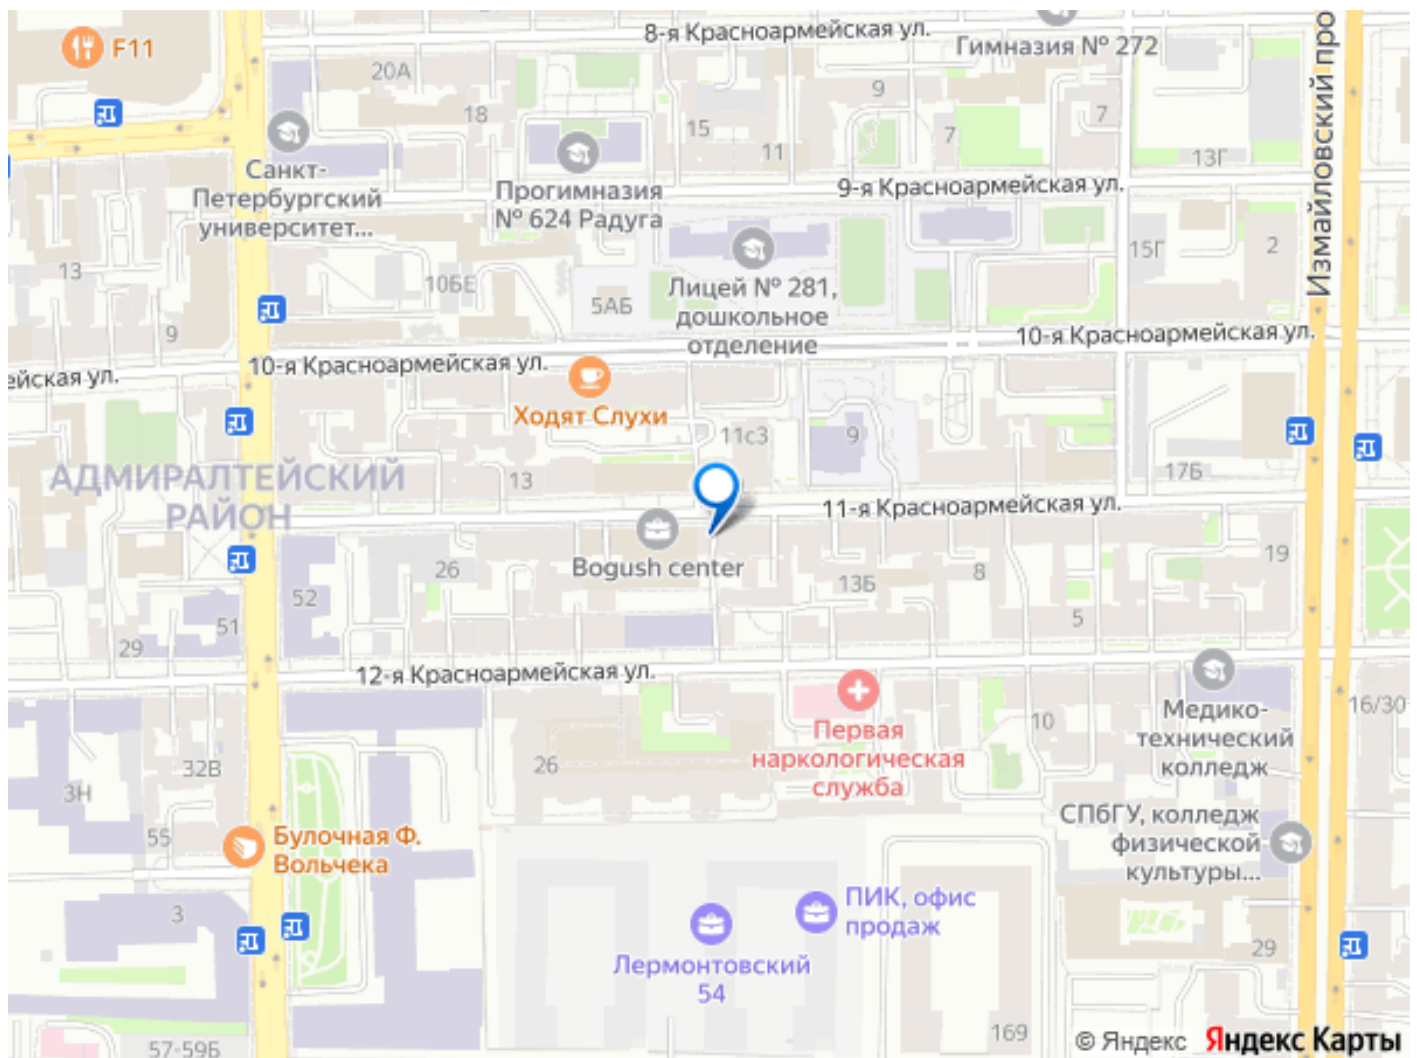 8-я Красноармейская ул.
Гимназия № 272
F11
20А
18
9
15
11
7
7
13Г
Измайловский про
Санкт-
Петербургский
университет...
Прогимназия
№ 624 Радуга
9-я Красноармейская ул.
13
10БЕ
5АБ
Лицей № 281,
дошкольное
отделение
15Г
2
9
10-я Красноармейская ул.
10-я Красноармейская ул.
ейская ул.
Ходят Слухи
11с3
9
17Б
АДМИРАЛТЕЙСКИЙ
РАЙОН
13
11-я Красноармейская ул.
Bogush center
26
13Б
8
19
52
51
29
5
12-я Красноармейская ул.
Медико-
технический
колледж
16/30
10
Первая
наркологическая
служба
26
32В
3Н
55
Булочная Ф.
Вольчека
СПбГУ, колледж
физической
культуры...
3
ПИК, офис
продаж
Лермонтовский
54
29
169
57-59Б
© Яндекс Яндекс Карты